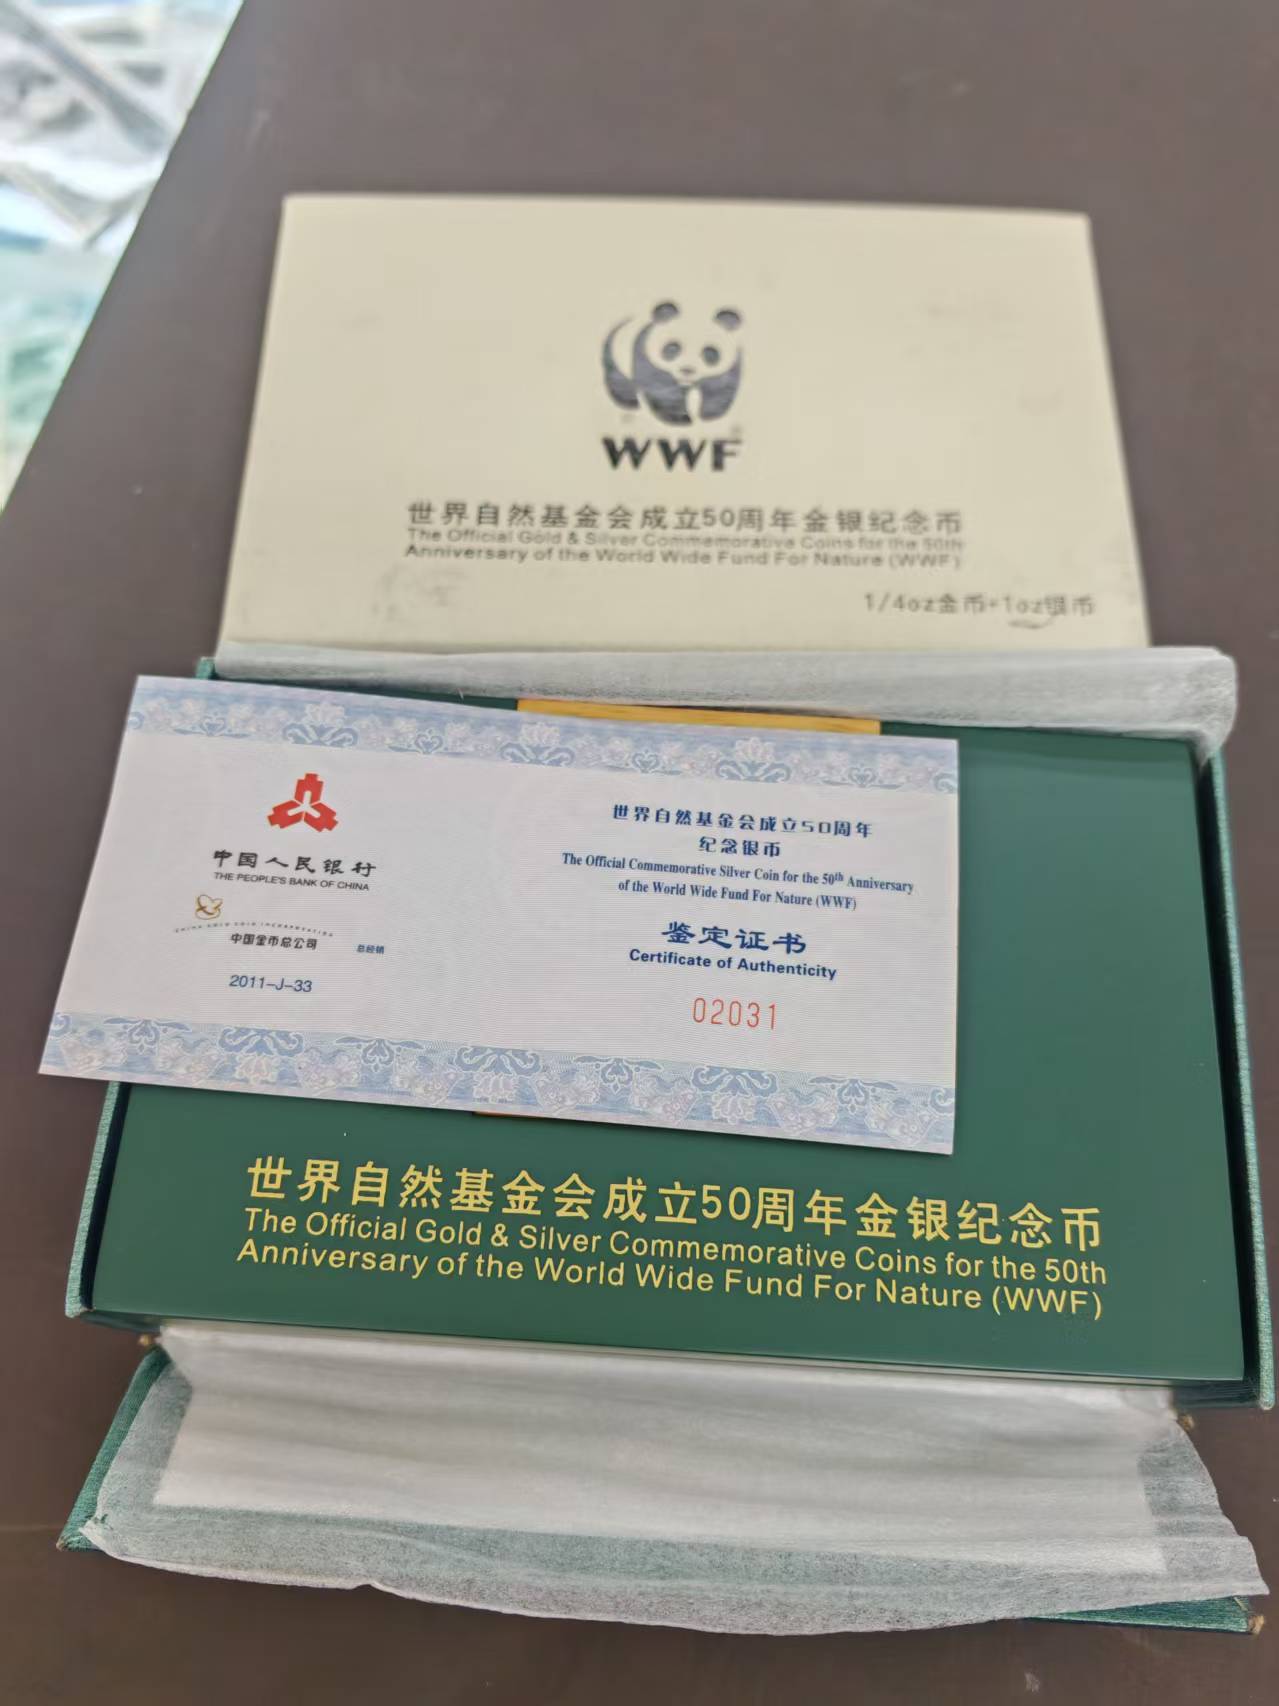 WWF
世界自然基金会成立50周年金银纪念币
The Official Gold & Silver Commemorative Coins for the 50th
Anniversary of the World Wide Fund For Nature (WWF)
1/4oz金币+1oz银币
中国人民银行
THE PEOPLE'S BANK OF CHINA
CHINA GOLD COIN INCORPORATION
中国金币总公司 总经销
2011-J-33
世界自然基金会成立50周年
纪念银币
The Official Commemorative Silver Coin for the 50th Anniversary
of the World Wide Fund For Nature (WWF)
鉴定证书
Certificate of Authenticity
02031
世界自然基金会成立50周年金银纪念币
The Official Gold & Silver Commemorative Coins for the 50th
Anniversary of the World Wide Fund For Nature (WWF)